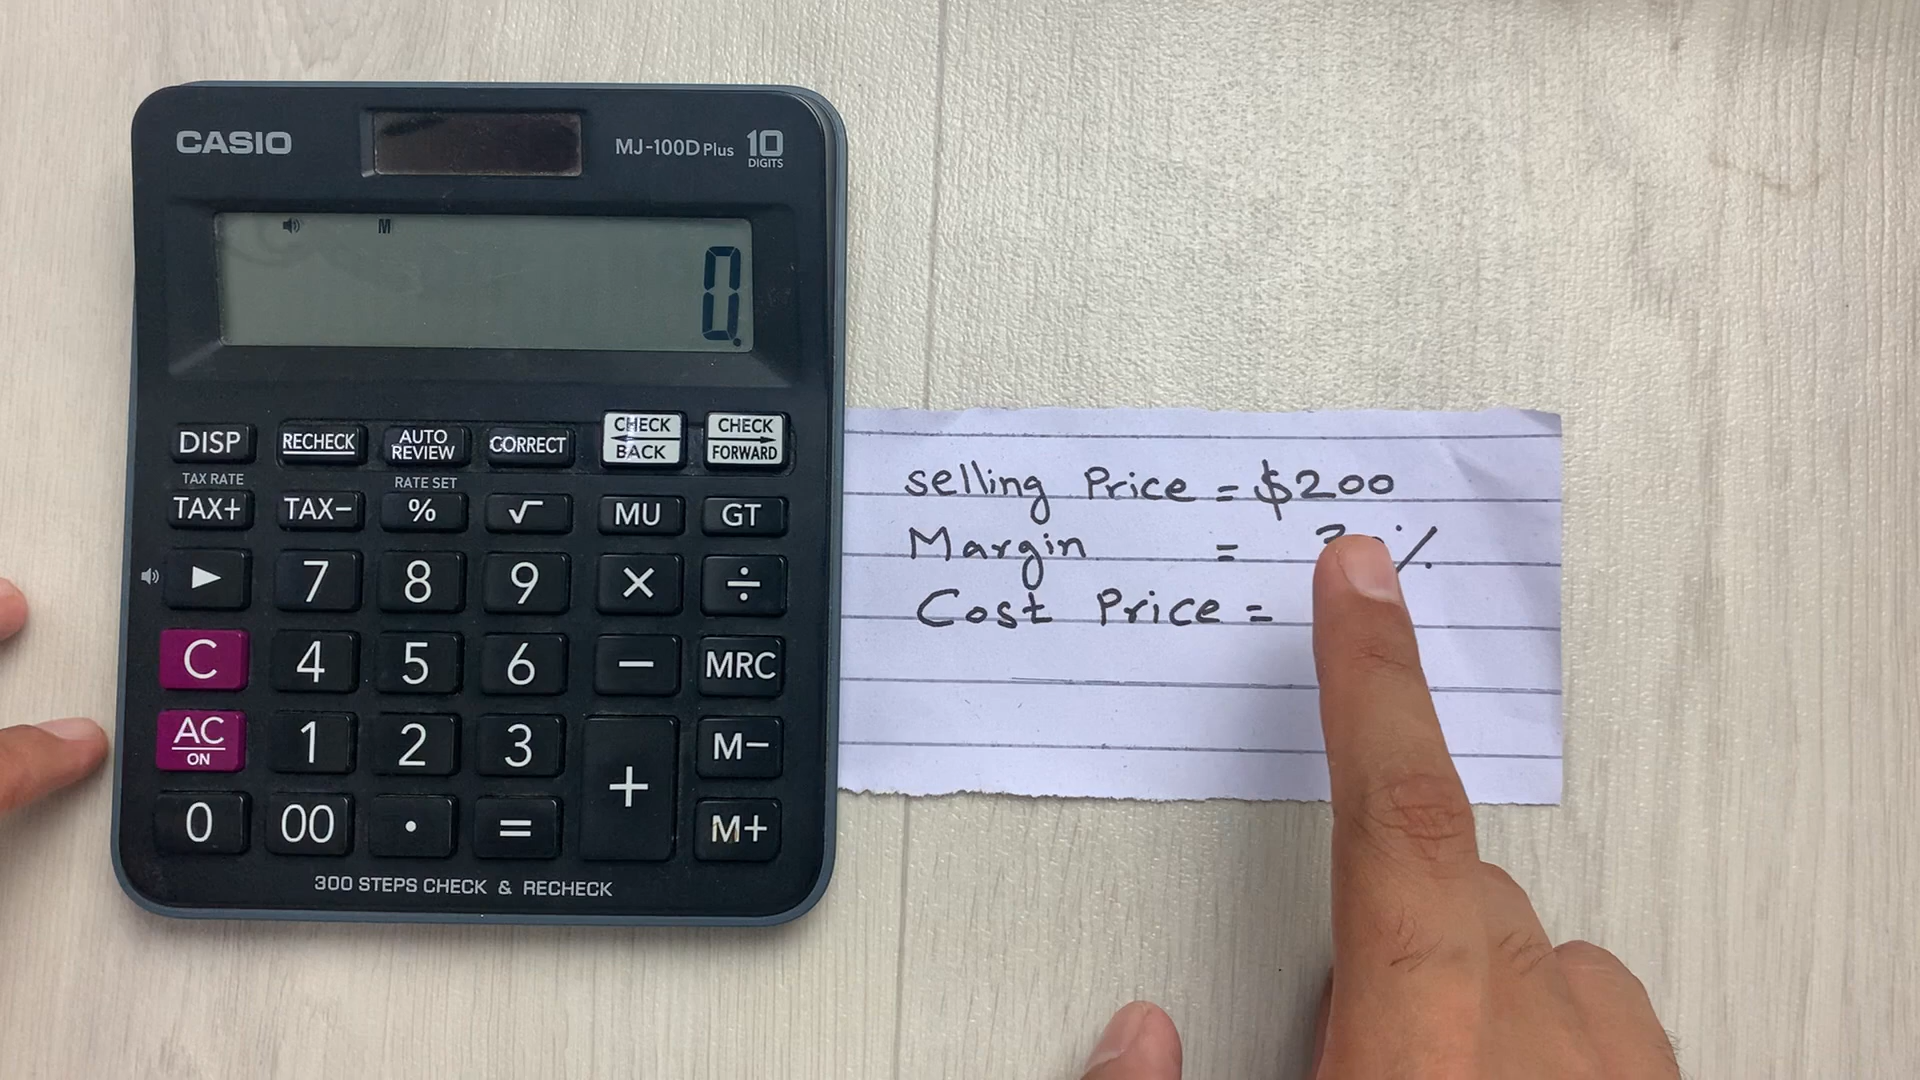 CASIO
MJ-100D Plus 10 DIGITS
M
0.
DISP RECHECK AUTO REVIEW CORRECT CHECK BACK CHECK FORWARD
TAX RATE RATE SET
TAX+ TAX− % √ MU GT
▶ 7 8 9 × ÷
C 4 5 6 − MRC
AC ON 1 2 3 + M−
0 00 · = M+
300 STEPS CHECK & RECHECK
selling Price = $200
Margin = %
Cost Price =